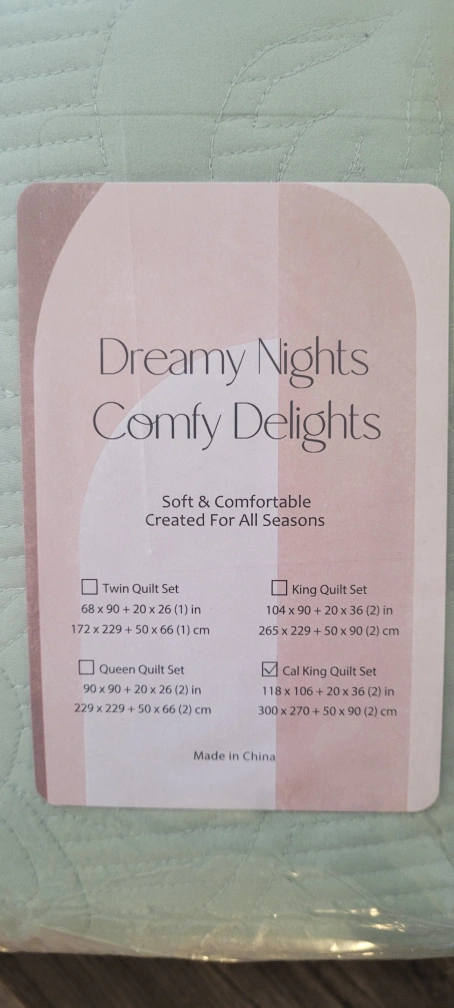 Dreamy Nights
Comfy Delights
Soft & Comfortable
Created For All Seasons
Twin Quilt Set
68 x 90 + 20 x 26 (1) in
172 x 229 + 50 x 66 (1) cm
King Quilt Set
104 x 90 + 20 x 36 (2) in
265 x 229 + 50 x 90 (2) cm
Queen Quilt Set
90 x 90 + 20 x 26 (2) in
229 x 229 + 50 x 66 (2) cm
Cal King Quilt Set
118 x 106 + 20 x 36 (2) in
300 x 270 + 50 x 90 (2) cm
Made in China